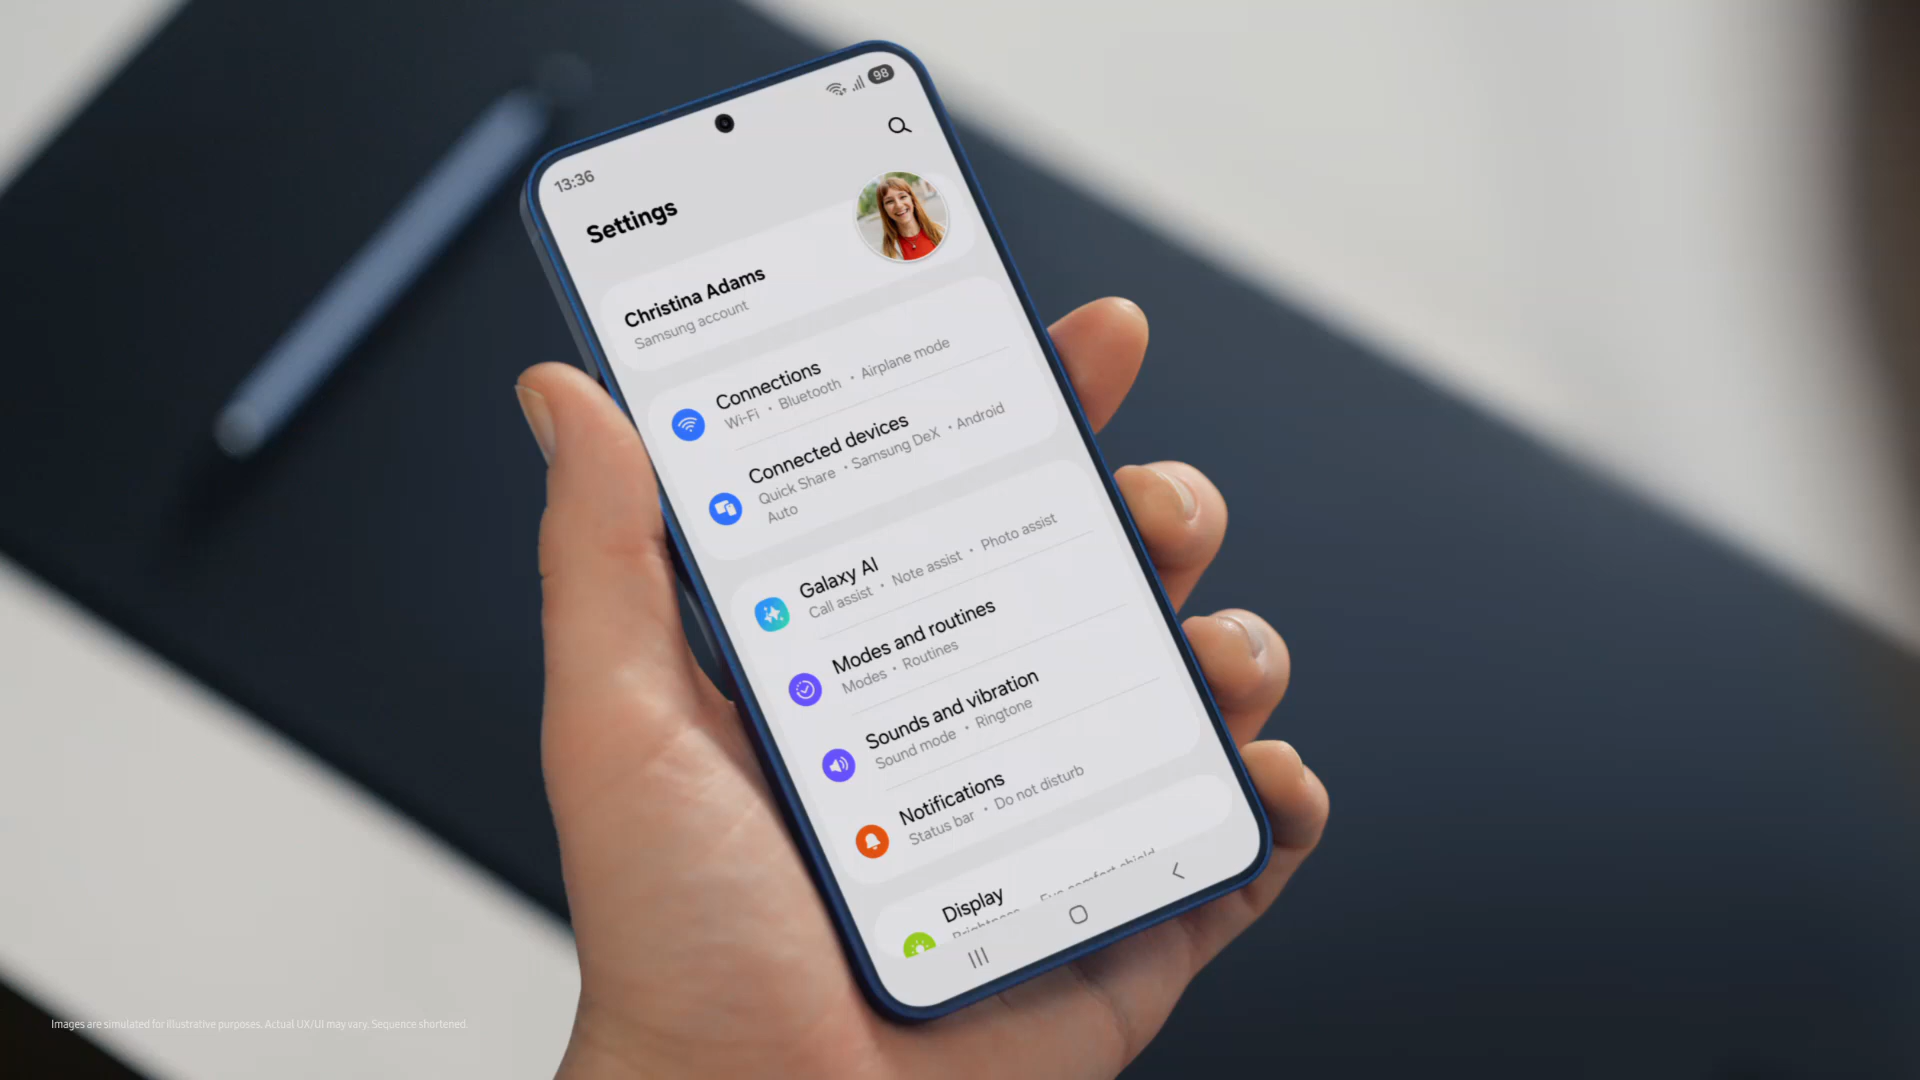 98
13:36
Settings
Christina Adams
Samsung account
Connections
Wi-Fi • Bluetooth • Airplane mode
Connected devices
Quick Share • Samsung DeX • Android
Auto
Galaxy AI
Call assist • Note assist • Photo assist
Modes and routines
Modes • Routines
Sounds and vibration
Sound mode • Ringtone
Notifications
Status bar • Do not disturb
Display
Brightness Eye comfort shield
Images are simulated for illustrative purposes. Actual UX/UI may vary. Sequence shortened.